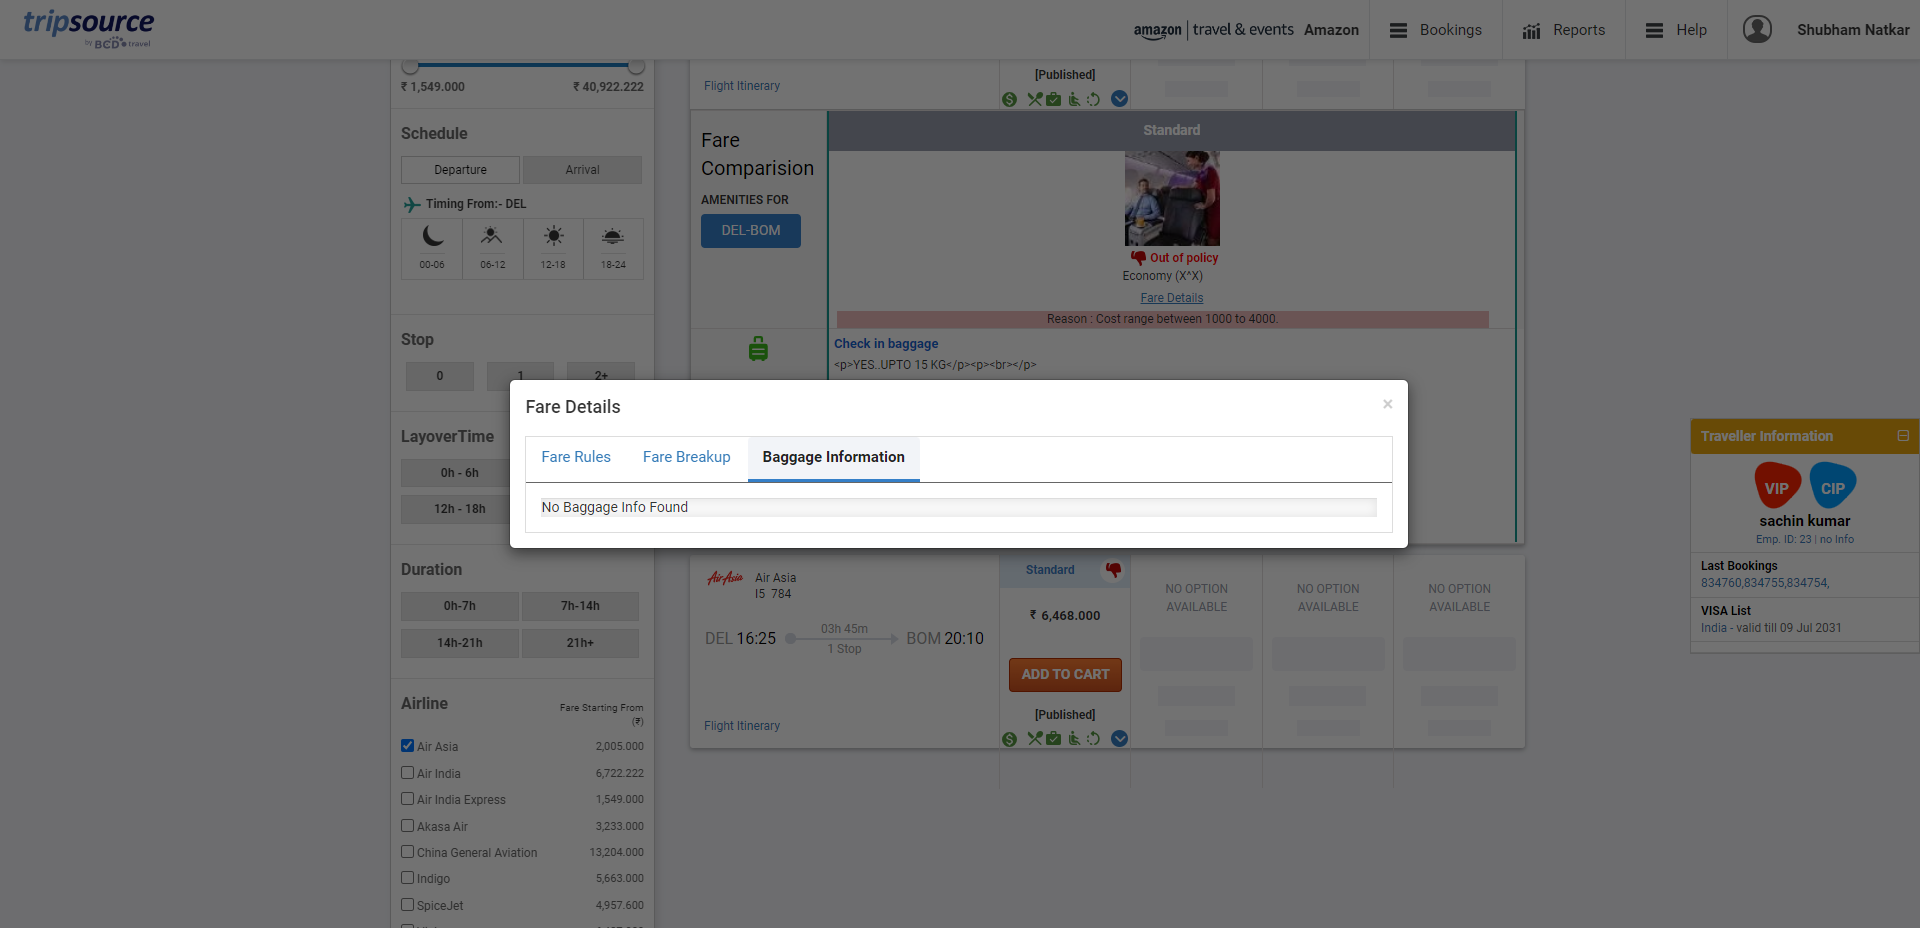 tripsource
by BCD travel
amazon | travel & events Amazon
Bookings
Reports
Help
Shubham Natkar
₹ 1,549.000
₹ 40,922.222
Schedule
Departure
Arrival
Timing From:- DEL
00-06
06-12
12-18
18-24
Stop
0
1
2+
LayoverTime
0h - 6h
12h - 18h
Duration
0h-7h
7h-14h
14h-21h
21h+
Airline
Fare Starting From
(₹)
Air Asia 2,005.000
Air India 6,722.222
Air India Express 1,549.000
Akasa Air 3,233.000
China General Aviation 13,204.000
Indigo 5,663.000
SpiceJet 4,957.600
Flight Itinerary
[Published]
Fare
Comparision
AMENITIES FOR
DEL-BOM
Standard
Out of policy
Economy (X^X)
Fare Details
Reason : Cost range between 1000 to 4000.
Check in baggage
<p>YES..UPTO 15 KG</p><p><br></p>
Fare Details
×
Fare Rules
Fare Breakup
Baggage Information
No Baggage Info Found
AirAsia
Air Asia
I5 784
DEL 16:25
03h 45m
1 Stop
BOM 20:10
Flight Itinerary
Standard
₹ 6,468.000
ADD TO CART
[Published]
NO OPTION
AVAILABLE
NO OPTION
AVAILABLE
NO OPTION
AVAILABLE
Traveller Information
VIP
CIP
sachin kumar
Emp. ID: 23 | no Info
Last Bookings
834760,834755,834754,
VISA List
India - valid till 09 Jul 2031